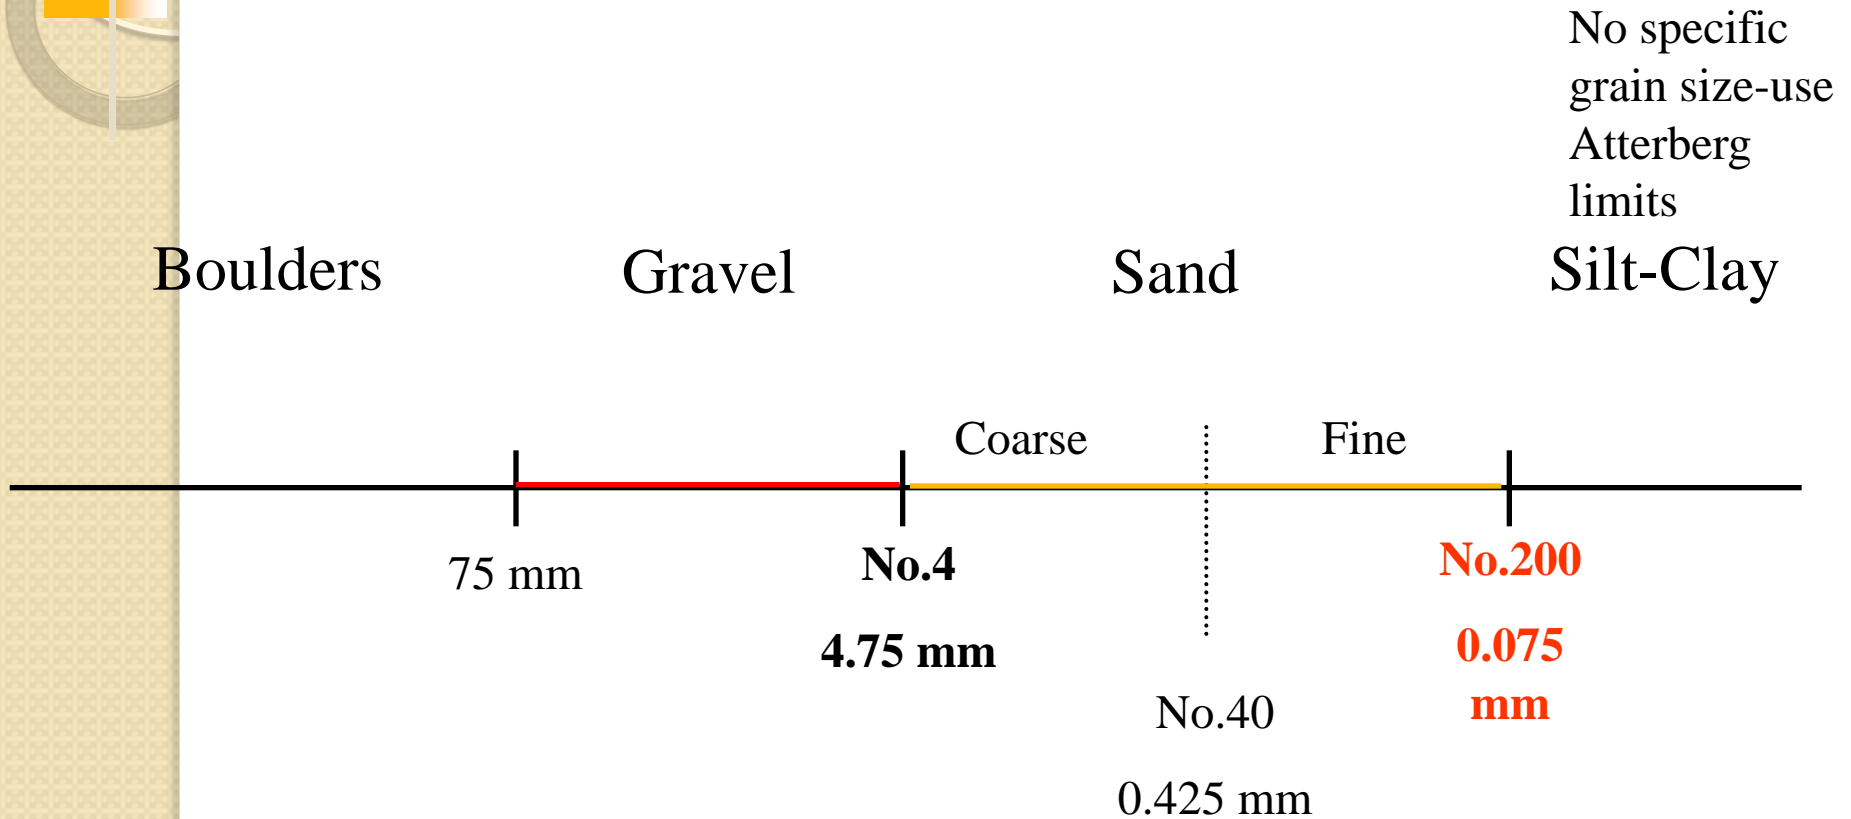 No specific
grain size-use
Atterberg
limits
Boulders
Gravel
Sand
Silt-Clay
Coarse
Fine
75 mm
No.4
4.75 mm
No.40
0.425 mm
No.200
0.075
mm